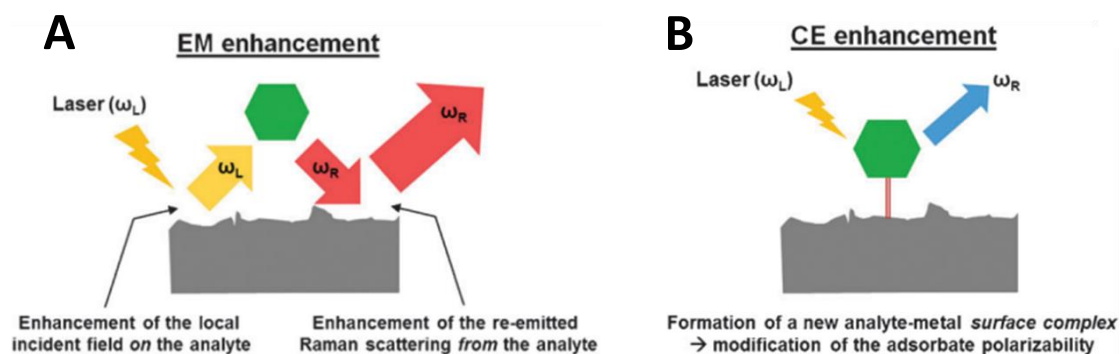 A
EM enhancement
Laser (ωL)
ωL
ωR
ωR
Enhancement of the local
incident field on the analyte
Enhancement of the re-emitted
Raman scattering from the analyte
B
CE enhancement
Laser (ωL)
ωR
Formation of a new analyte-metal surface complex
→ modification of the adsorbate polarizability